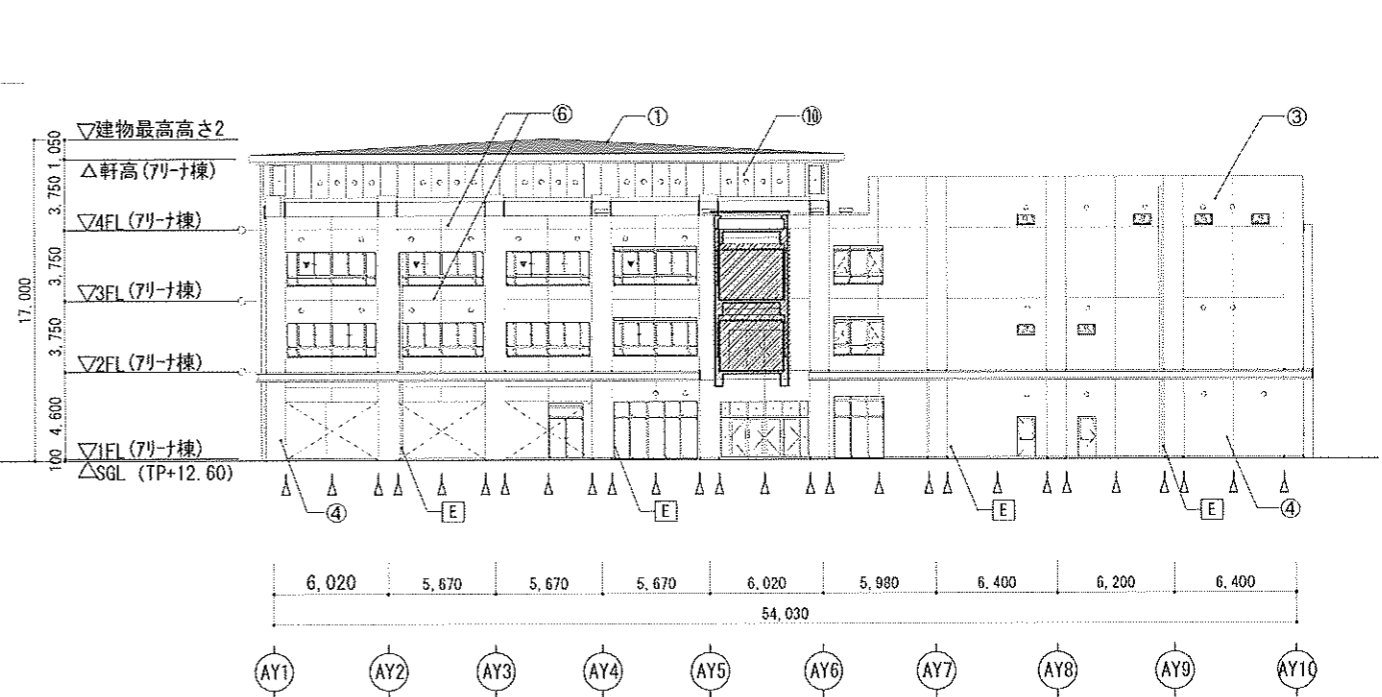 ⑥
①
⑩
③
▽建物最高高さ2
△軒高(アリーナ棟)
▽4FL(アリーナ棟)
▽3FL(アリーナ棟)
▽2FL(アリーナ棟)
▽1FL(アリーナ棟)
△SGL (TP+12.60)
1,050
3,750
3,750
3,750
4,600
100
17,000
④
E
E
E
E
④
6,020
5,670
5,670
5,670
6,020
5,980
6,400
6,200
6,400
54,030
AY1
AY2
AY3
AY4
AY5
AY6
AY7
AY8
AY9
AY10